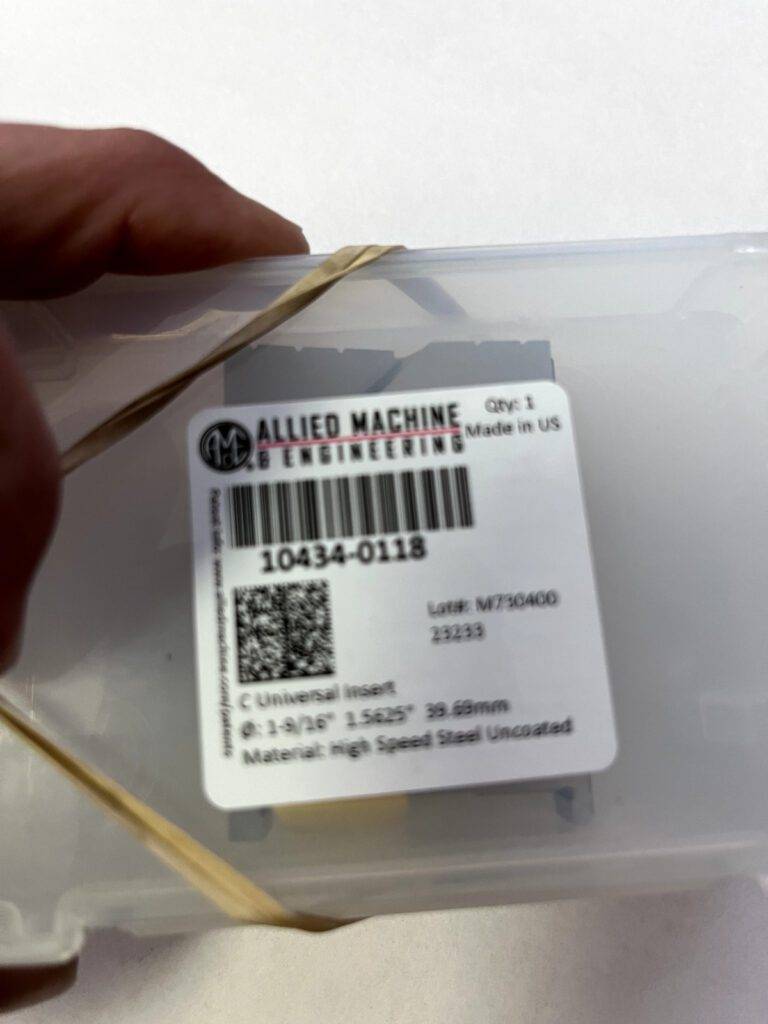 AMEC
ALLIED MACHINE
& ENGINEERING
Qty: 1
Made in US
10434-0118
Lot#: M730400
23233
C Universal Insert
Ø: 1-9/16" 1.5625" 39.69mm
Material: High Speed Steel Uncoated
Patent info: www.alliedmachine.com/patents